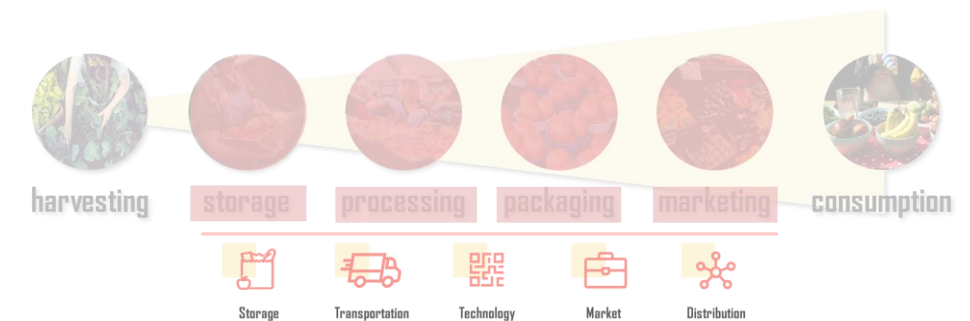 harvesting storage processing packaging marketing consumption
Storage Transportation Technology Market Distribution